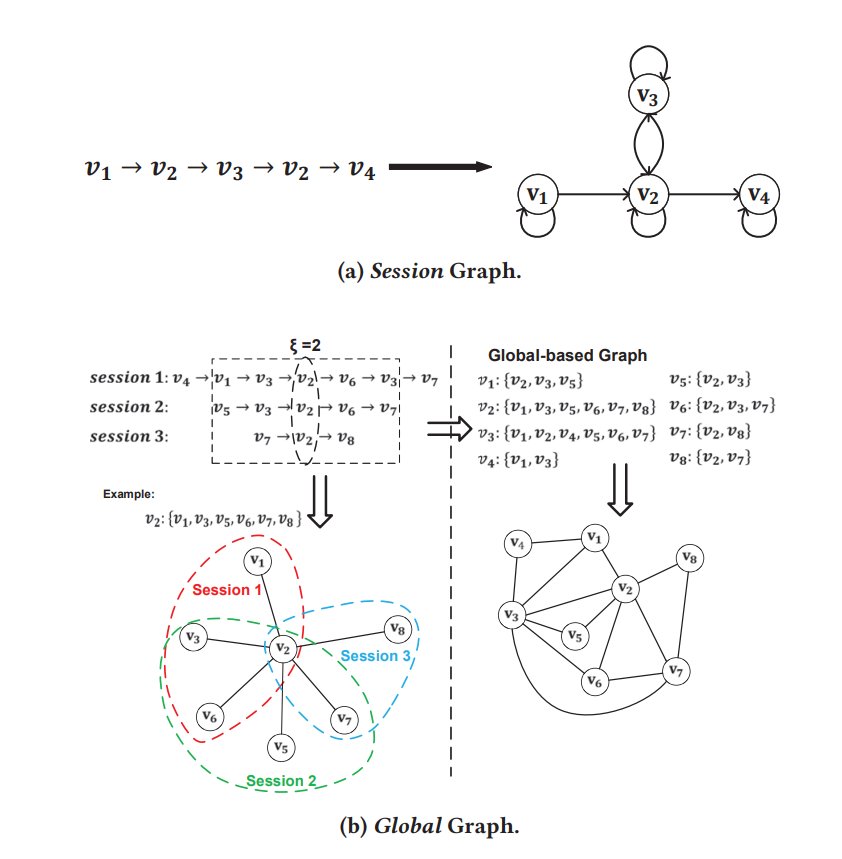 v₁ → v₂ → v₃ → v₂ → v₄
v₃
v₁ v₂ v₄
(a) Session Graph.
ξ =2
session 1: v₄ → v₁ → v₃ → v₂ → v₆ → v₃ → v₇
session 2: v₅ → v₃ → v₂ → v₆ → v₇
session 3: v₇ → v₂ → v₈
Example:
v₂: {v₁, v₃, v₅, v₆, v₇, v₈}
v₁
Session 1
v₃
v₂
v₈
Session 3
v₆
v₇
v₅
Session 2
Global-based Graph
v₁: {v₂, v₃, v₅}
v₂: {v₁, v₃, v₅, v₆, v₇, v₈}
v₃: {v₁, v₂, v₄, v₅, v₆, v₇}
v₄: {v₁, v₃}
v₅: {v₂, v₃}
v₆: {v₂, v₃, v₇}
v₇: {v₂, v₈}
v₈: {v₂, v₇}
v₄
v₁
v₈
v₂
v₃
v₅
v₆
v₇
(b) Global Graph.